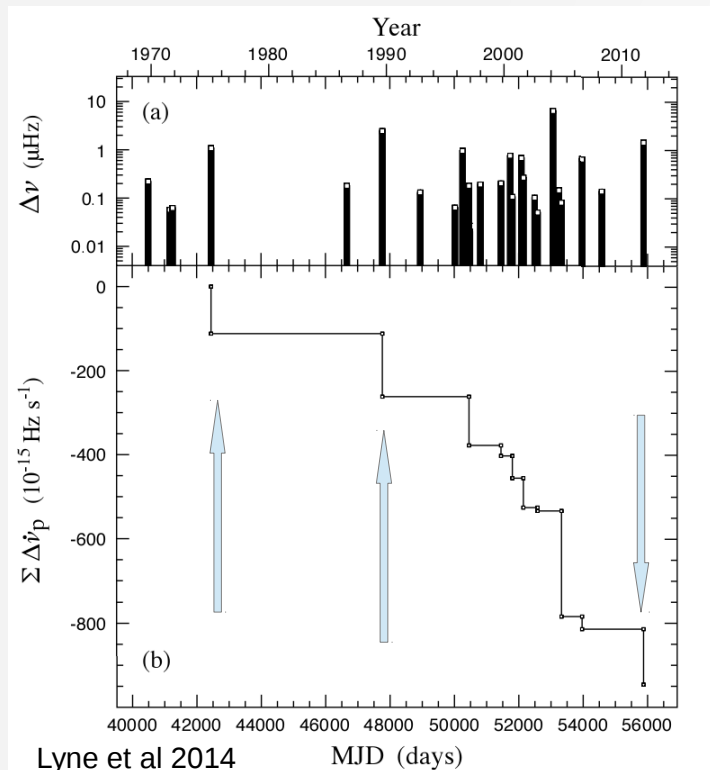 Year
1970 1980 1990 2000 2010
(a)
Δν (μHz)
10
1
0.1
0.01
Σ Δν̇p (10-15 Hz s-1)
0
-200
-400
-600
-800
(b)
40000 42000 44000 46000 48000 50000 52000 54000 56000
Lyne et al 2014 MJD (days)